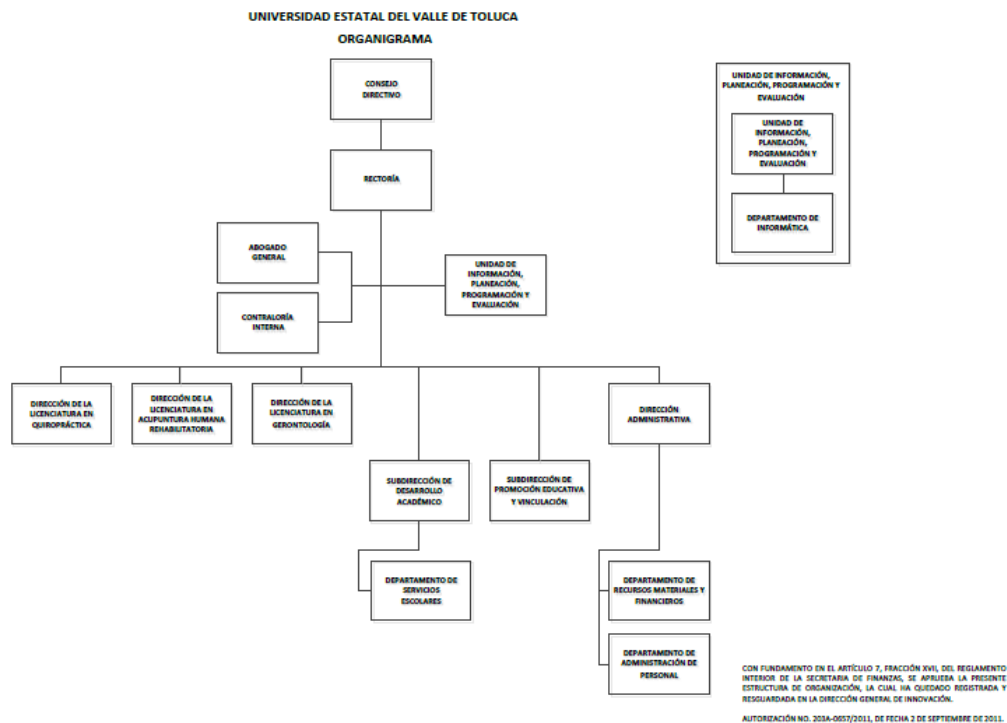 UNIVERSIDAD ESTATAL DEL VALLE DE TOLUCA
ORGANIGRAMA
CONSEJO
DIRECTIVO
RECTORÍA
ABOGADO
GENERAL
CONTRALORÍA
INTERNA
UNIDAD DE
INFORMACIÓN,
PLANEACIÓN,
PROGRAMACIÓN Y
EVALUACIÓN
UNIDAD DE INFORMACIÓN,
PLANEACIÓN, PROGRAMACIÓN Y
EVALUACIÓN
UNIDAD DE
INFORMACIÓN,
PLANEACIÓN,
PROGRAMACIÓN Y
EVALUACIÓN
DEPARTAMENTO DE
INFORMÁTICA
DIRECCIÓN DE LA
LICENCIATURA EN
QUIROPRÁCTICA
DIRECCIÓN DE LA
LICENCIATURA EN
ACUPUNTURA HUMANA
REHABILITATORIA
DIRECCIÓN DE LA
LICENCIATURA EN
GERONTOLOGÍA
DIRECCIÓN
ADMINISTRATIVA
SUBDIRECCIÓN DE
DESARROLLO
ACADÉMICO
SUBDIRECCIÓN DE
PROMOCIÓN EDUCATIVA
Y VINCULACIÓN
DEPARTAMENTO DE
SERVICIOS
ESCOLARES
DEPARTAMENTO DE
RECURSOS MATERIALES Y
FINANCIEROS
DEPARTAMENTO DE
ADMINISTRACIÓN DE
PERSONAL
CON FUNDAMENTO EN EL ARTÍCULO 7, FRACCIÓN XVII, DEL REGLAMENTO
INTERIOR DE LA SECRETARIA DE FINANZAS, SE APRUEBA LA PRESENTE
ESTRUCTURA DE ORGANIZACIÓN, LA CUAL HA QUEDADO REGISTRADA Y
RESGUARDADA EN LA DIRECCIÓN GENERAL DE INNOVACIÓN.
AUTORIZACIÓN NO. 203A-0657/2011, DE FECHA 2 DE SEPTIEMBRE DE 2011.